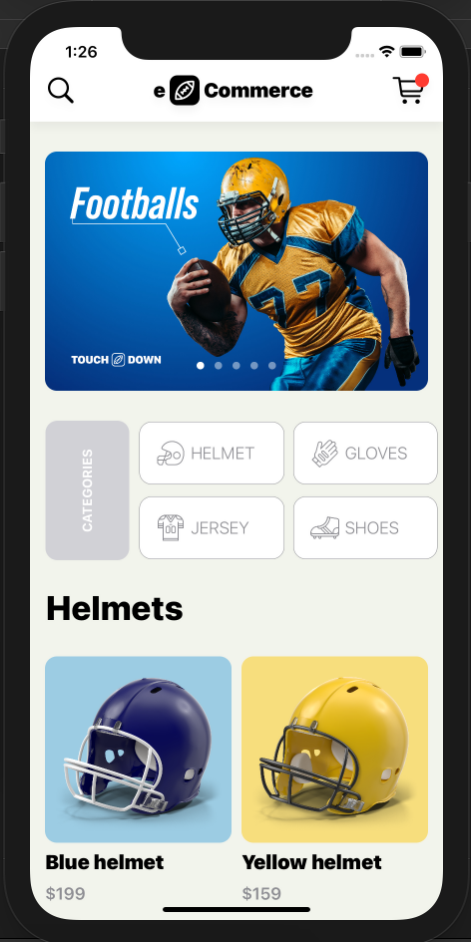 1:26
e Commerce
Footballs
77
TOUCH DOWN
CATEGORIES
HELMET
GLOVES
JERSEY
SHOES
Helmets
Blue helmet
Yellow helmet
$199
$159